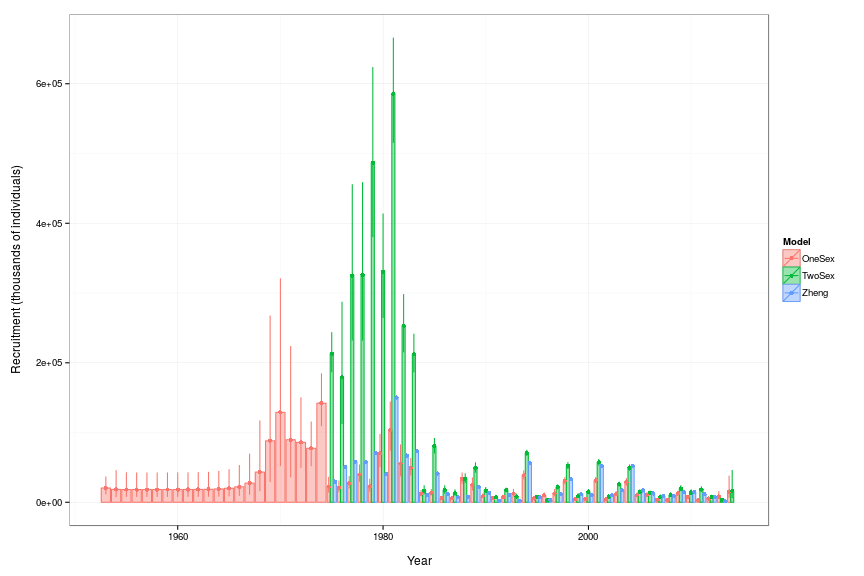 Recruitment (thousands of individuals)
6e+05
4e+05
2e+05
0e+00
1960 1980 2000
Year
Model
OneSex
TwoSex
Zheng